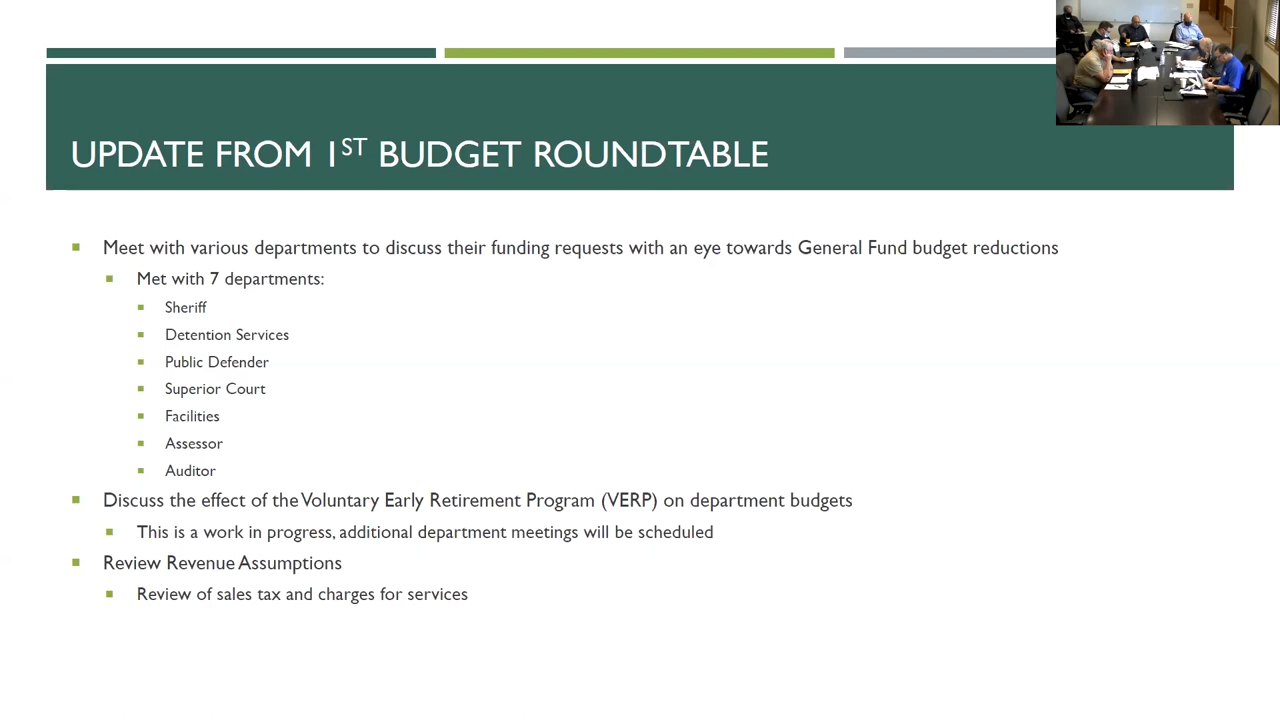 UPDATE FROM 1ST BUDGET ROUNDTABLE
Meet with various departments to discuss their funding requests with an eye towards General Fund budget reductions
Met with 7 departments:
Sheriff
Detention Services
Public Defender
Superior Court
Facilities
Assessor
Auditor
Discuss the effect of the Voluntary Early Retirement Program (VERP) on department budgets
This is a work in progress, additional department meetings will be scheduled
Review Revenue Assumptions
Review of sales tax and charges for services